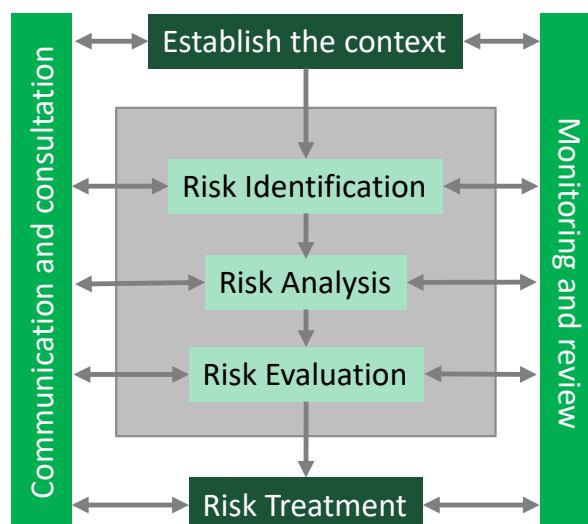 Establish the context
Communication and consultation
Monitoring and review
Risk Identification
Risk Analysis
Risk Evaluation
Risk Treatment